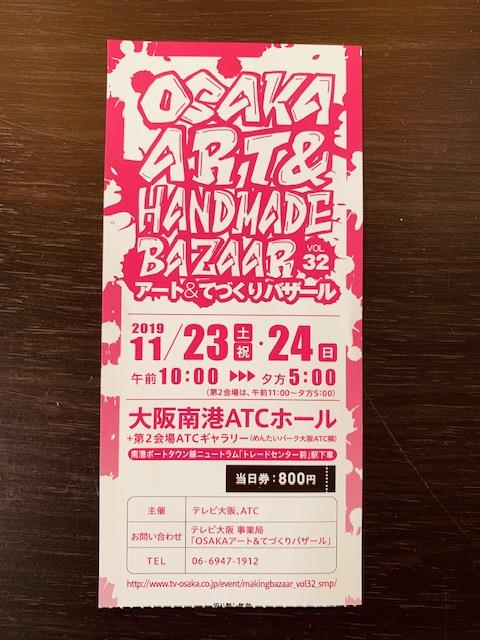 OSAKA
ART&
HANDMADE
BAZAAR VOL. 32
アート&てづくりバザール
2019
11/23土祝・24日
午前10:00 ▶▶▶ 夕方5:00
(第2会場は、午前11:00〜夕方5:00)
大阪南港ATCホール
+第2会場ATCギャラリー(めんたいパーク大阪ATC隣)
南港ポートタウン線ニュートラム「トレードセンター前」駅下車
当日券:800円
主催 テレビ大阪、ATC
お問い合わせ テレビ大阪 事業局
「OSAKAアート&てづくりバザール」
TEL 06-6947-1912
http://www.tv-osaka.co.jp/event/makingbazaar_vol32_smp/